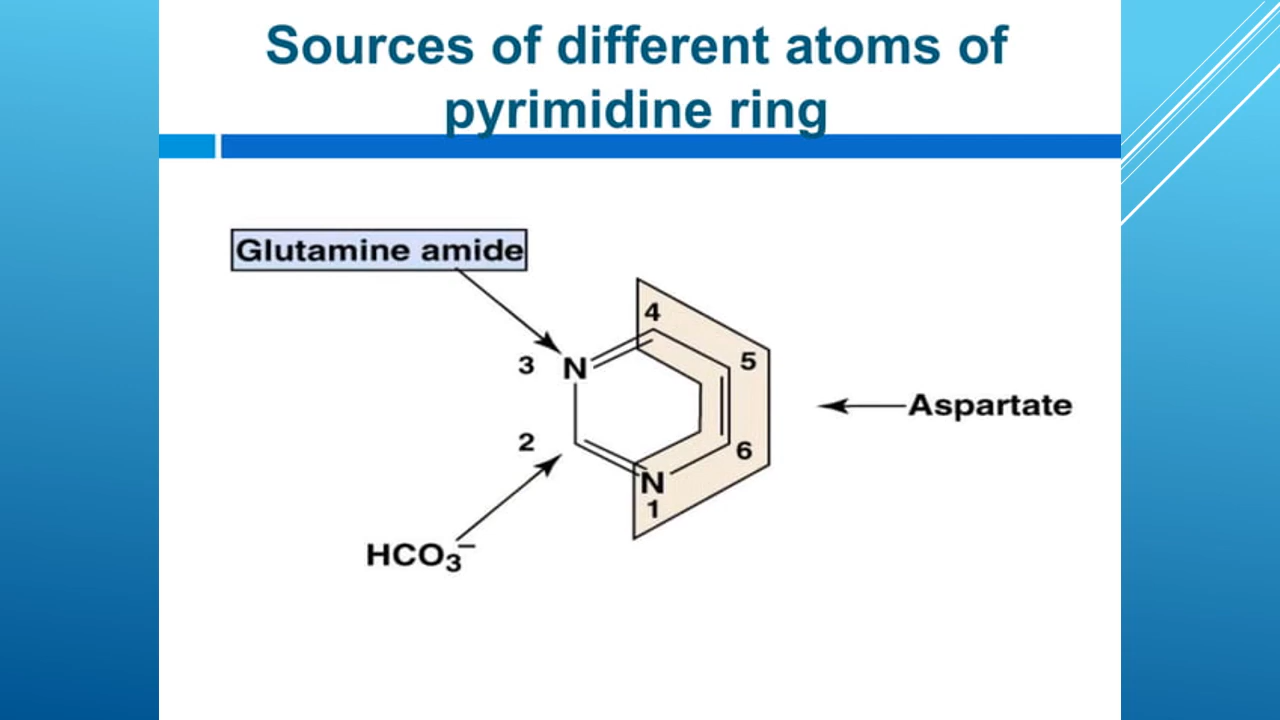 Sources of different atoms of
pyrimidine ring
Glutamine amide
4
3 N
5
Aspartate
2
6
N
1
HCO₃⁻